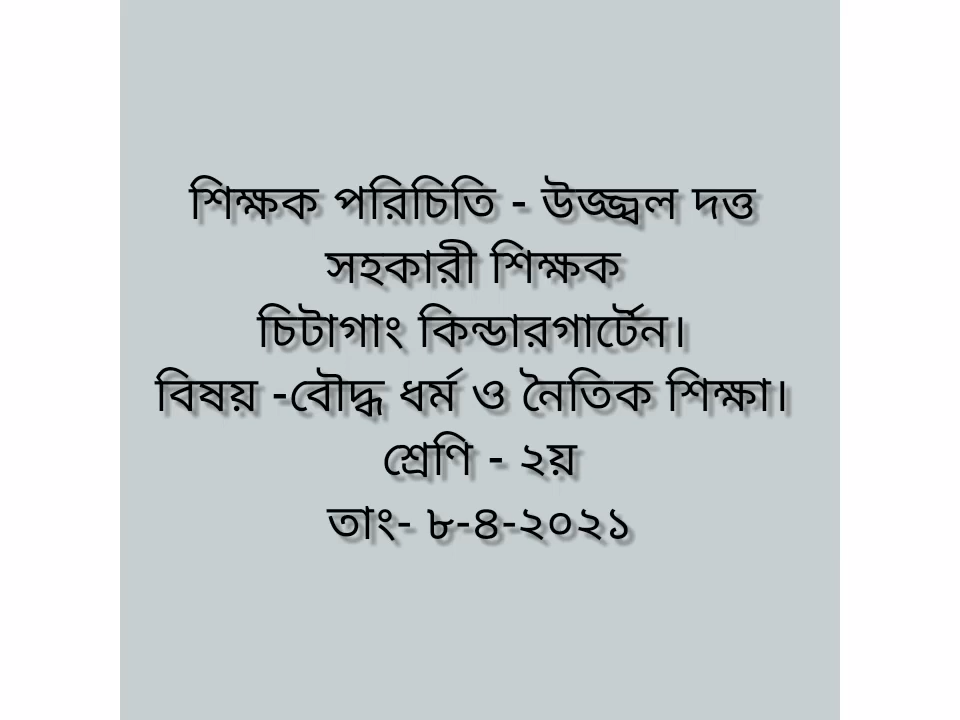 শিক্ষক পরিচিতি - উজ্জ্বল দত্ত
সহকারী শিক্ষক
চিটাগাং কিন্ডারগার্টেন।
বিষয় -বৌদ্ধ ধর্ম ও নৈতিক শিক্ষা।
শ্রেণি - ২য়
তাং- ৮-৪-২০২১